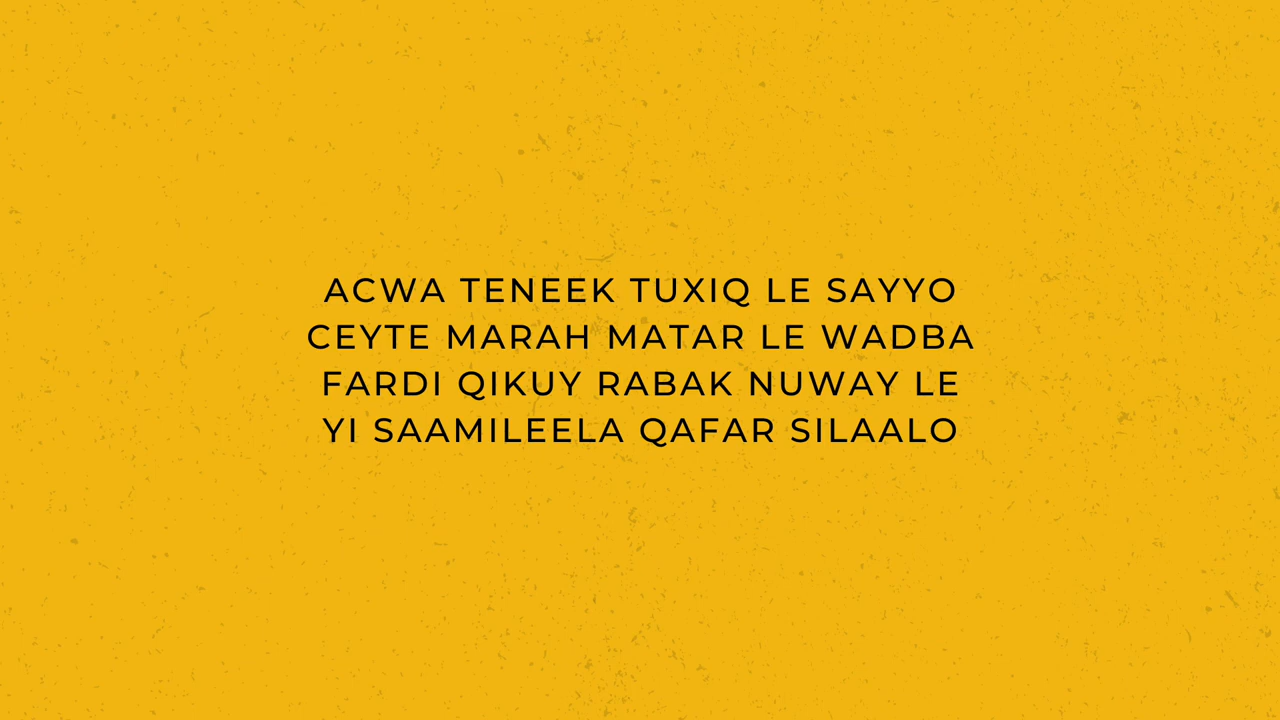 ACWA TENEEK TUXIQ LE SAYYO
CEYTE MARAH MATAR LE WADBA
FARDI QIKUY RABAK NUWAY LE
YI SAAMILEELA QAFAR SILAALO